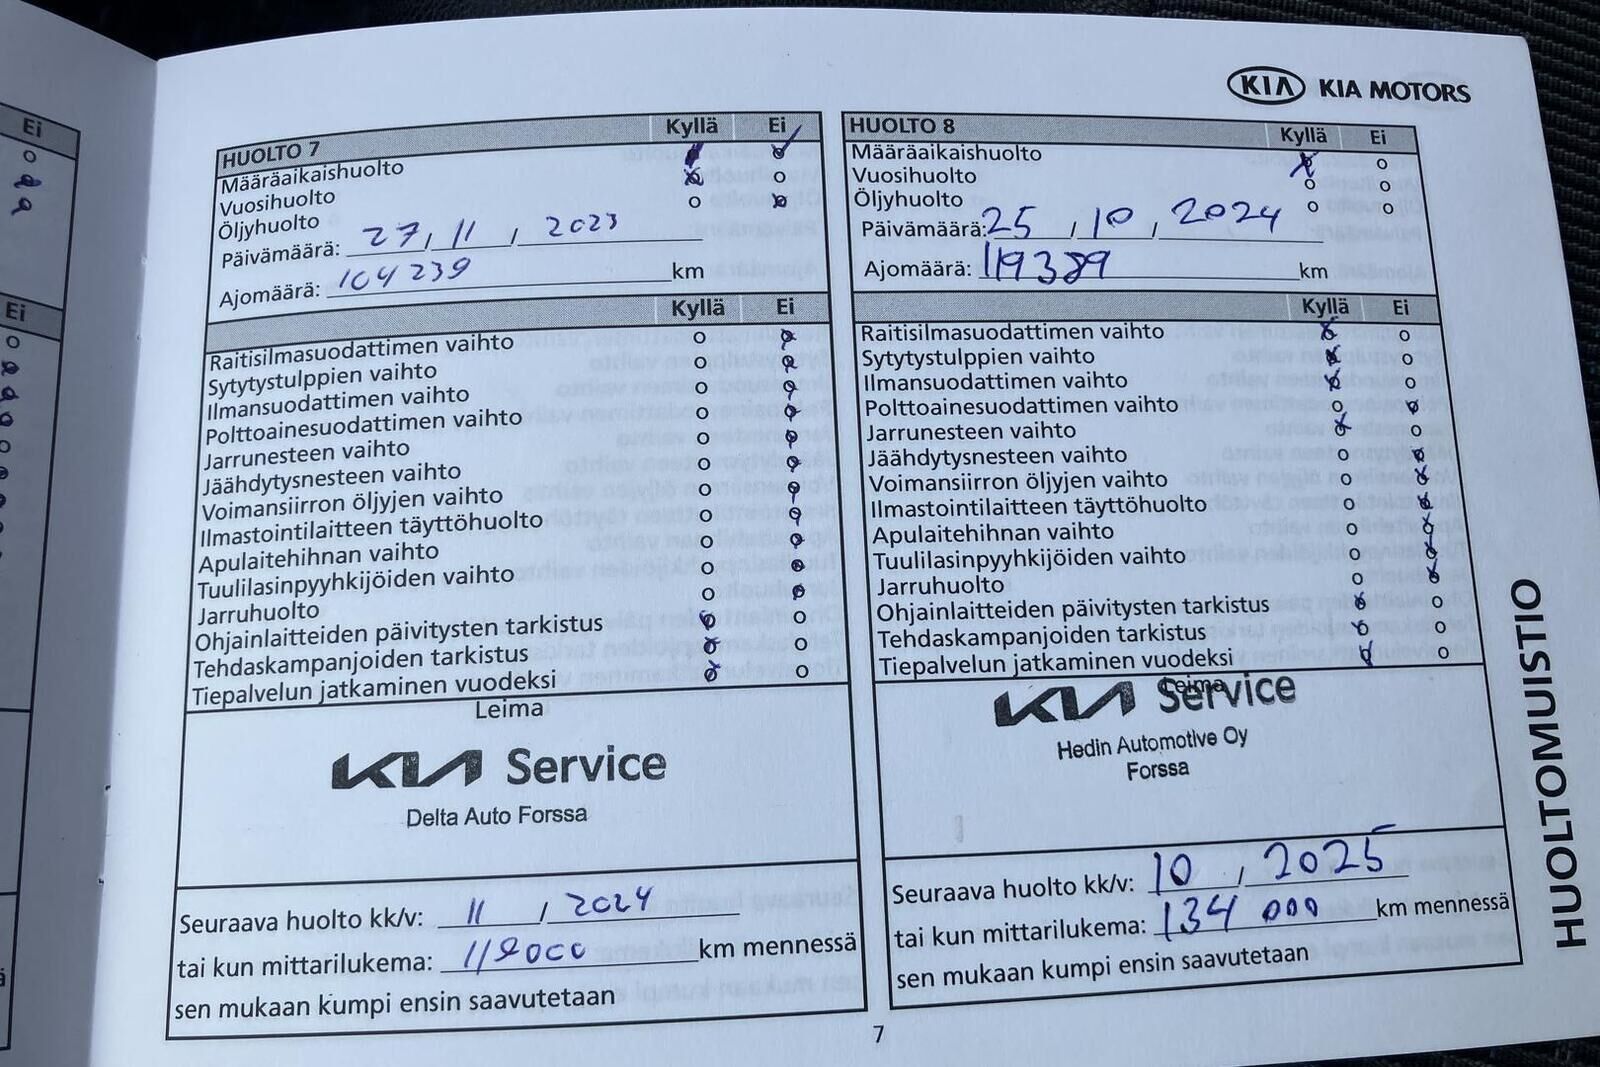 Ei
Ei
KIA KIA MOTORS
HUOLTO 7 Kyllä Ei
Määräaikaishuolto
Vuosihuolto
Öljyhuolto
Päivämäärä: 27 / 11 / 2023
Ajomäärä: 104 239 km
Kyllä Ei
Raitisilmasuodattimen vaihto
Sytytystulppien vaihto
Ilmansuodattimen vaihto
Polttoainesuodattimen vaihto
Jarrunesteen vaihto
Jäähdytysnesteen vaihto
Voimansiirron öljyjen vaihto
Ilmastointilaitteen täyttöhuolto
Apulaitehihnan vaihto
Tuulilasinpyyhkijöiden vaihto
Jarruhuolto
Ohjainlaitteiden päivitysten tarkistus
Tehdaskampanjoiden tarkistus
Tiepalvelun jatkaminen vuodeksi
Leima
KIA Service
Delta Auto Forssa
Seuraava huolto kk/v: 11 / 2024
tai kun mittarilukema: 119000 km mennessä
sen mukaan kumpi ensin saavutetaan
HUOLTO 8 Kyllä Ei
Määräaikaishuolto
Vuosihuolto
Öljyhuolto
Päivämäärä: 25 / 10 / 2024
Ajomäärä: 119389 km
Kyllä Ei
Raitisilmasuodattimen vaihto
Sytytystulppien vaihto
Ilmansuodattimen vaihto
Polttoainesuodattimen vaihto
Jarrunesteen vaihto
Jäähdytysnesteen vaihto
Voimansiirron öljyjen vaihto
Ilmastointilaitteen täyttöhuolto
Apulaitehihnan vaihto
Tuulilasinpyyhkijöiden vaihto
Jarruhuolto
Ohjainlaitteiden päivitysten tarkistus
Tehdaskampanjoiden tarkistus
Tiepalvelun jatkaminen vuodeksi
Leima
KIA Service
Hedin Automotive Oy
Forssa
Seuraava huolto kk/v: 10 / 2025
tai kun mittarilukema: 134 000 km mennessä
sen mukaan kumpi ensin saavutetaan
HUOLTOMUISTIO
7